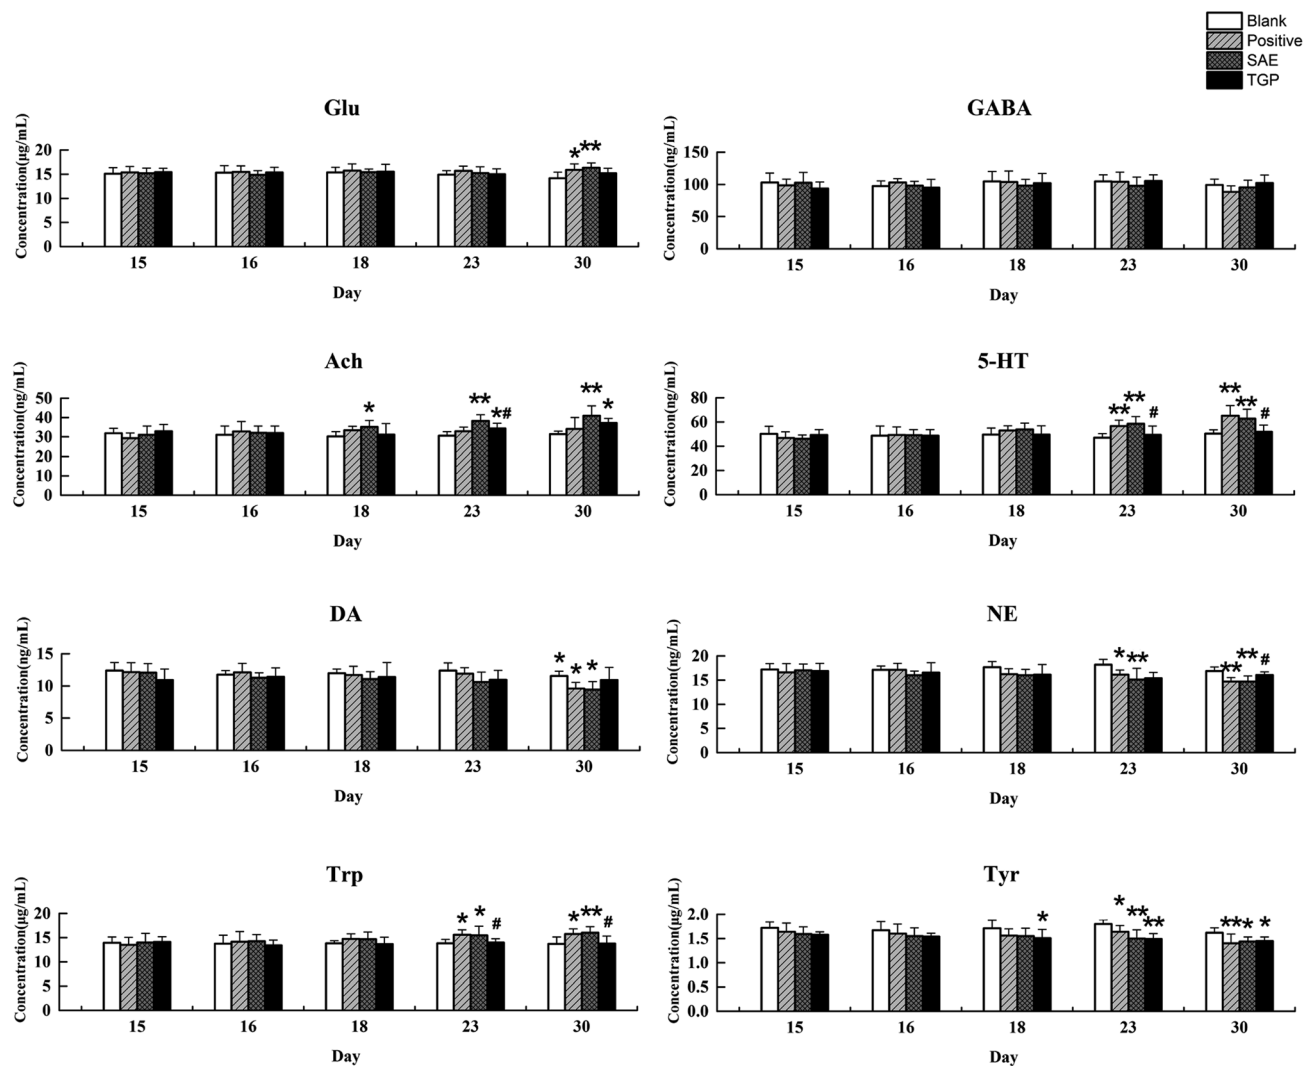 Blank
Positive
SAE
TGP
Glu
Concentration(μg/mL)
20
15
10
5
0
* **
15 16 18 23 30
Day
GABA
Concentration(ng/mL)
150
100
50
0
15 16 18 23 30
Day
Ach
Concentration(ng/mL)
50
40
30
20
10
0
* ** *# ** *
15 16 18 23 30
Day
5-HT
Concentration(ng/mL)
80
60
40
20
0
** ** # ** ** #
15 16 18 23 30
Day
DA
Concentration(ng/mL)
15
10
5
0
* * *
15 16 18 23 30
Day
NE
Concentration(ng/mL)
20
15
10
5
0
* ** ** ** #
15 16 18 23 30
Day
Trp
Concentration(μg/mL)
20
15
10
5
0
* * # * ** #
15 16 18 23 30
Day
Tyr
Concentration(μg/mL)
2.0
1.5
1.0
0.5
0.0
* * ** ** ** * *
15 16 18 23 30
Day